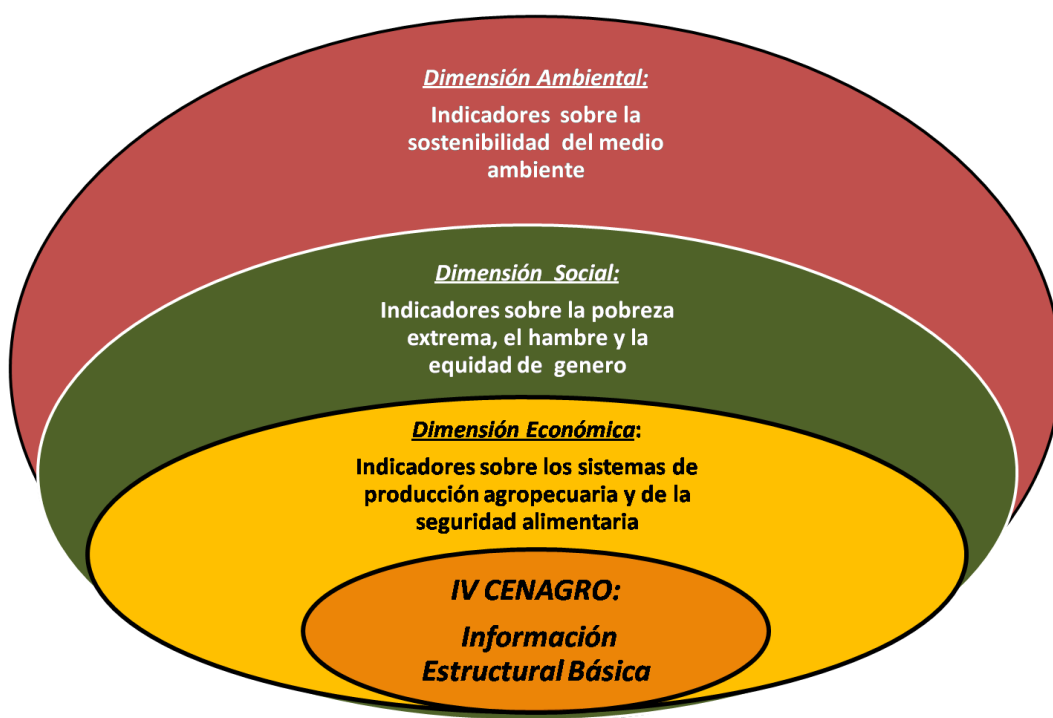 Dimensión Ambiental:
Indicadores sobre la
sostenibilidad del medio
ambiente
Dimensión Social:
Indicadores sobre la pobreza
extrema, el hambre y la
equidad de genero
Dimensión Económica:
Indicadores sobre los sistemas de
producción agropecuaria y de la
seguridad alimentaria
IV CENAGRO:
Información
Estructural Básica